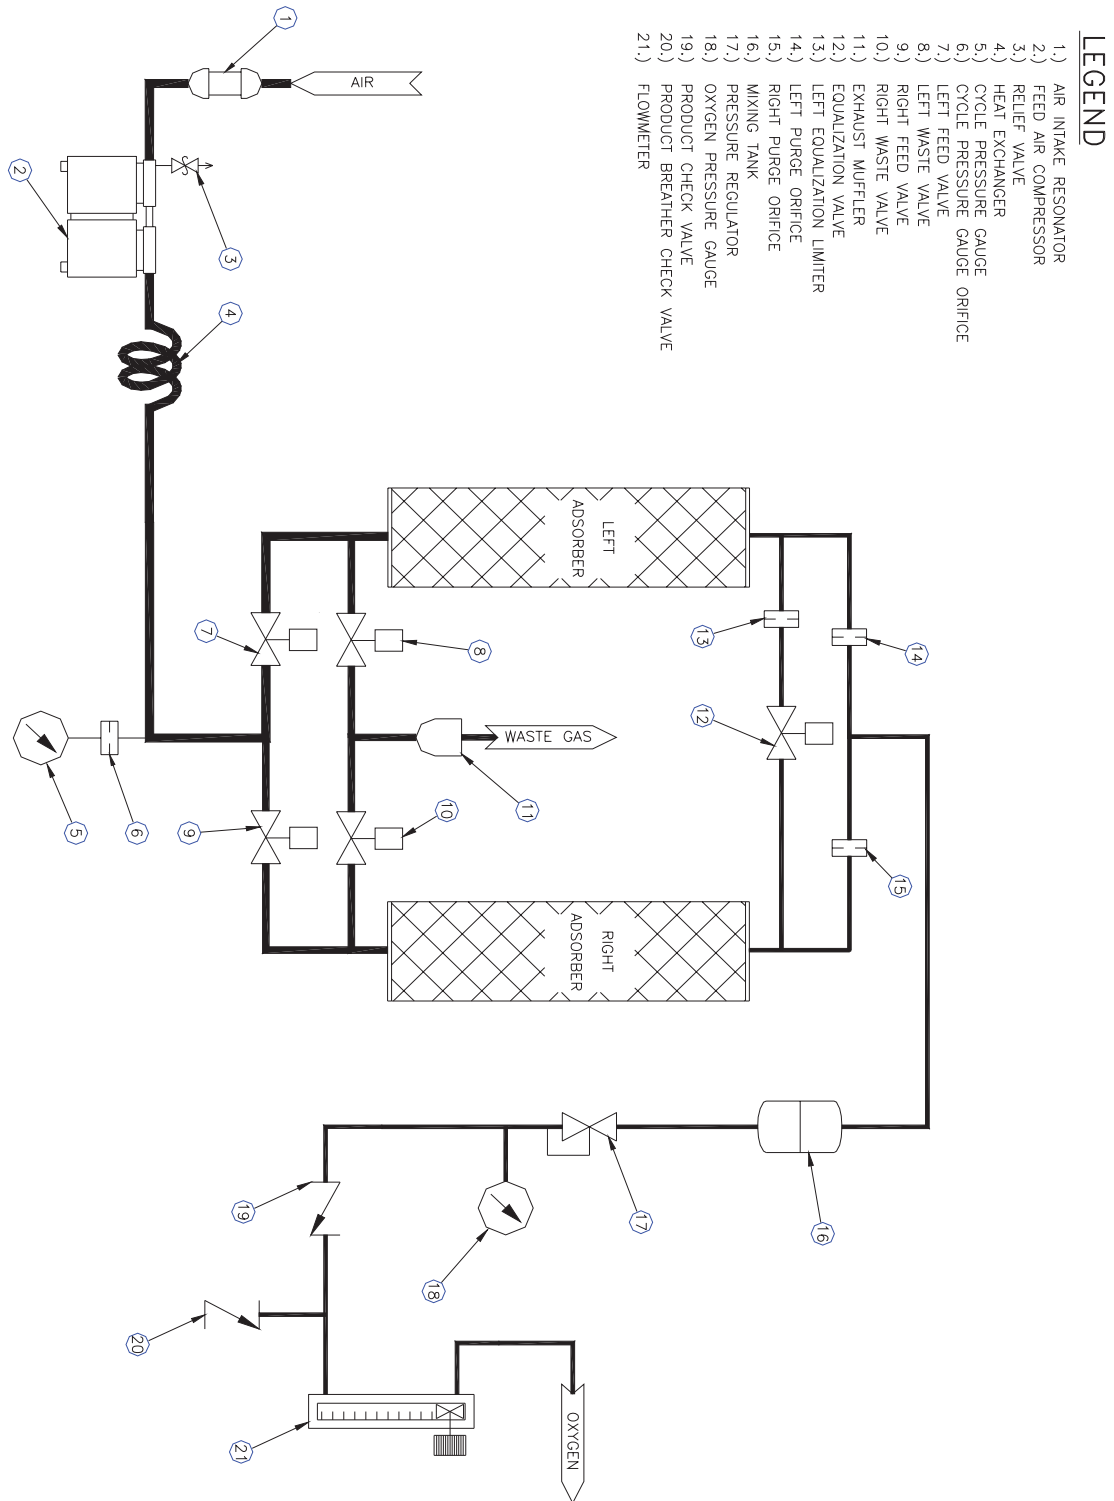 LEGEND
1.) AIR INTAKE RESONATOR
2.) FEED AIR COMPRESSOR
3.) RELIEF VALVE
4.) HEAT EXCHANGER
5.) CYCLE PRESSURE GAUGE
6.) CYCLE PRESSURE GAUGE ORIFICE
7.) LEFT FEED VALVE
8.) LEFT WASTE VALVE
9.) RIGHT FEED VALVE
10.) RIGHT WASTE VALVE
11.) EXHAUST MUFFLER
12.) EQUALIZATION VALVE
13.) LEFT EQUALIZATION LIMITER
14.) LEFT PURGE ORIFICE
15.) RIGHT PURGE ORIFICE
16.) MIXING TANK
17.) PRESSURE REGULATOR
18.) OXYGEN PRESSURE GAUGE
19.) PRODUCT CHECK VALVE
20.) PRODUCT BREATHER CHECK VALVE
21.) FLOWMETER
AIR
1
2
3
4
LEFT
ADSORBER
RIGHT
ADSORBER
WASTE GAS
5
6
7
8
9
10
11
12
13
14
15
16
17
18
19
20
21
OXYGEN